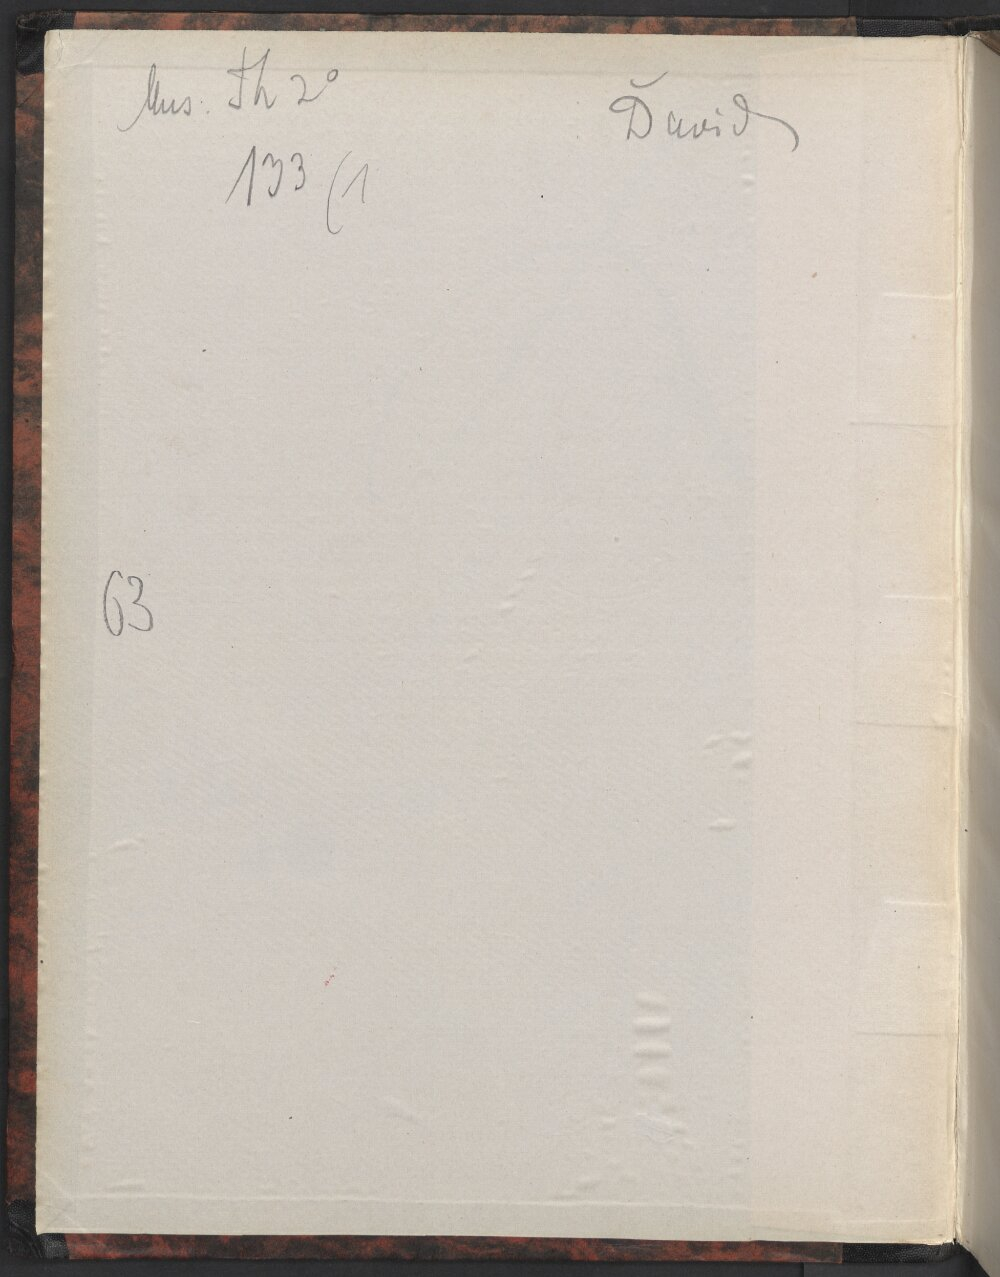 Mus. Th 2°
David
133 (1
63